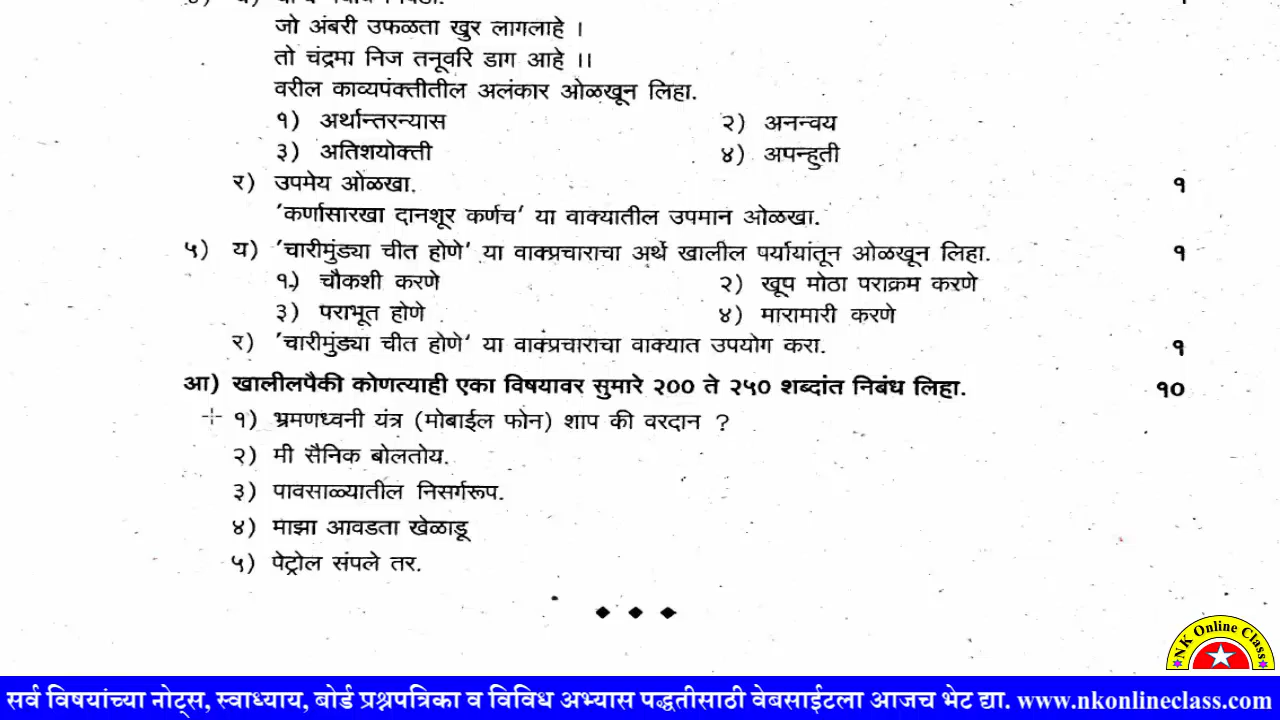 जो अंबरी उफळता खुर लागलाहे ।
तो चंद्रमा निज तनूवरि डाग आहे ।।
वरील काव्यपंक्तीतील अलंकार ओळखून लिहा.
१) अर्थान्तरन्यास २) अनन्वय
३) अतिशयोक्ती ४) अपन्हुती
र) उपमेय ओळखा. १
'कर्णासारखा दानशूर कर्णच' या वाक्यातील उपमान ओळखा.
५) य) 'चारीमुंड्या चीत होणे' या वाक्प्रचाराचा अर्थ खालील पर्यायांतून ओळखून लिहा. १
१) चौकशी करणे २) खूप मोठा पराक्रम करणे
३) पराभूत होणे ४) मारामारी करणे
र) 'चारीमुंड्या चीत होणे' या वाक्प्रचाराचा वाक्यात उपयोग करा. १
आ) खालीलपैकी कोणत्याही एका विषयावर सुमारे २०० ते २५० शब्दांत निबंध लिहा. १०
१) भ्रमणध्वनी यंत्र (मोबाईल फोन) शाप की वरदान ?
२) मी सैनिक बोलतोय.
३) पावसाळ्यातील निसर्गरूप.
४) माझा आवडता खेळाडू
५) पेट्रोल संपले तर.
NK Online Class
सर्व विषयांच्या नोट्स, स्वाध्याय, बोर्ड प्रश्नपत्रिका व विविध अभ्यास पद्धतीसाठी वेबसाईटला आजच भेट द्या. www.nkonlineclass.com